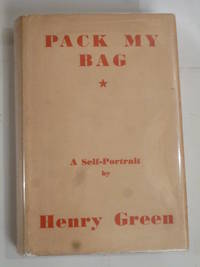 PACK MY
BAG
*
A Self-Portrait
by
Henry Green